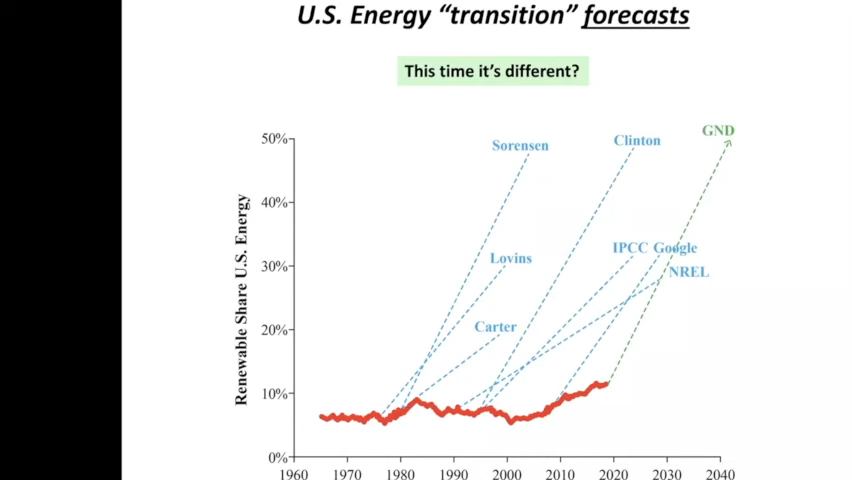 U.S. Energy “transition” forecasts
This time it’s different?
GND
50%
Sorensen
Clinton
40%
Renewable Share U.S. Energy
IPCC Google
Lovins
30%
NREL
20%
Carter
10%
0%
1960 1970 1980 1990 2000 2010 2020 2030 2040